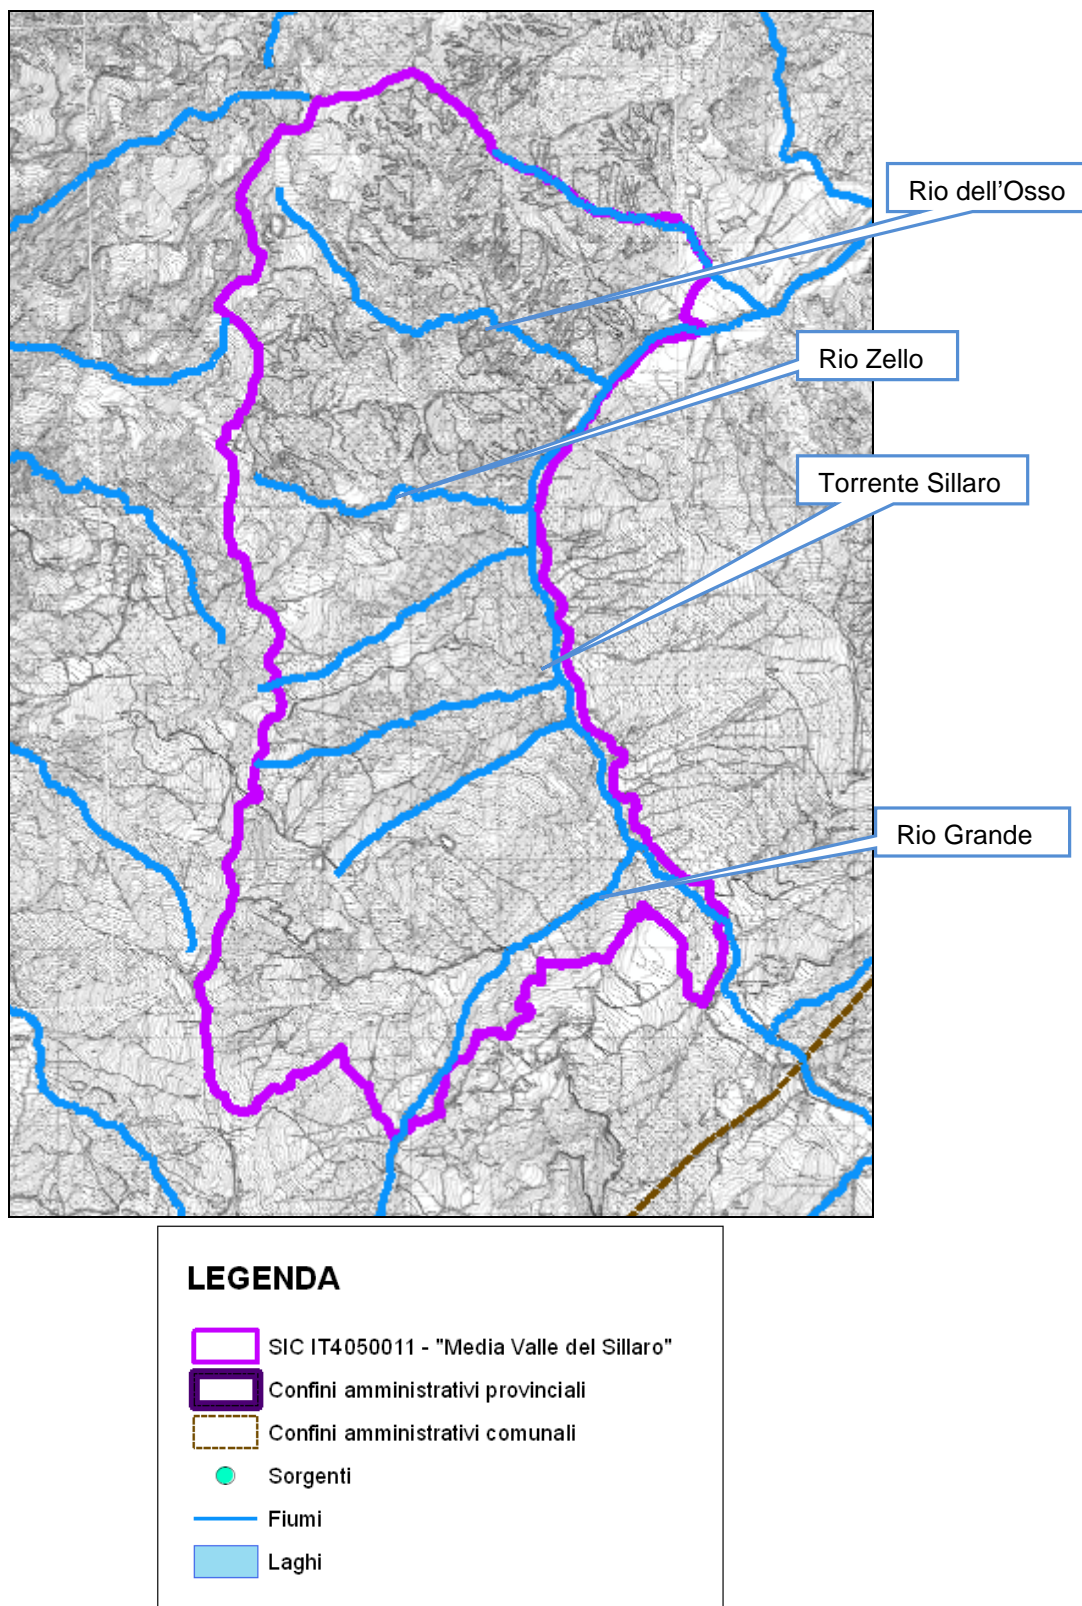 Rio dell’Osso
Rio Zello
Torrente Sillaro
Rio Grande
LEGENDA
SIC IT4050011 - "Media Valle del Sillaro"
Confini amministrativi provinciali
Confini amministrativi comunali
Sorgenti
Fiumi
Laghi